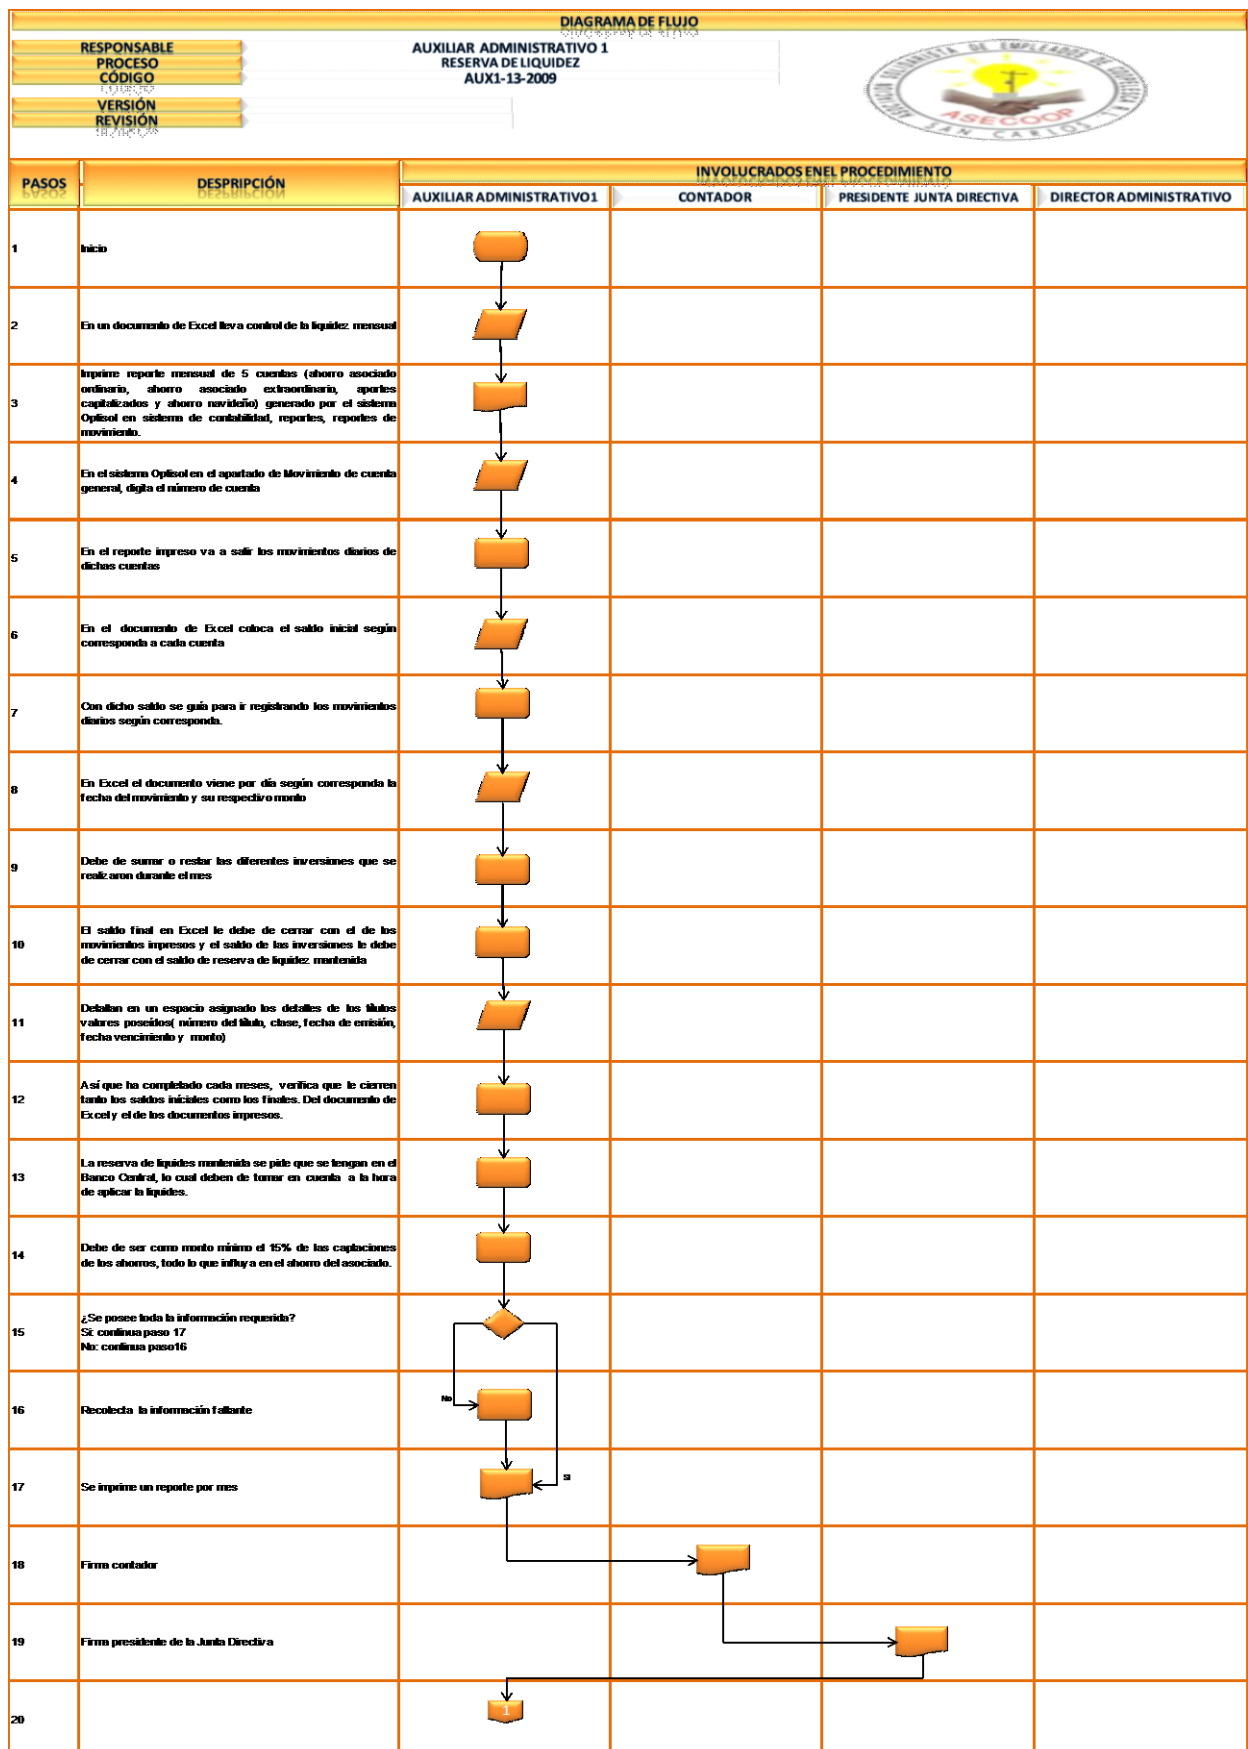 DIAGRAMA DE FLUJO
RESPONSABLE
AUXILIAR ADMINISTRATIVO 1
PROCESO
RESERVA DE LIQUIDEZ
CÓDIGO
AUX1-13-2009
VERSIÓN
REVISIÓN
ASOCIACIÓN SOLIDARISTA DE EMPLEADOS DE COOPELESCA R.L.
ASECOOP
SAN CARLOS
PASOS
DESPRIPCIÓN
INVOLUCRADOS ENEL PROCEDIMIENTO
AUXILIAR ADMINISTRATIVO1
CONTADOR
PRESIDENTE JUNTA DIRECTIVA
DIRECTOR ADMINISTRATIVO
1
Inicio
2
En un documento de Excel lleva control de la liquidez mensual
3
Imprime reporte mensual de 5 cuentas (ahorro asociado
ordinario, ahorro asociado extraordinario, aportes
capitalizados y ahorro navideño) generado por el sistema
Optisol en sistema de contabilidad, reportes, reportes de
movimiento.
4
En el sistema Optisol en el apartado de Movimiento de cuenta
general, digita el número de cuenta
5
En el reporte impreso va a salir los movimientos diarios de
dichas cuentas
6
En el documento de Excel coloca el saldo inicial según
corresponda a cada cuenta
7
Con dicho saldo se guía para ir registrando los movimientos
diarios según corresponda.
8
En Excel el documento viene por día según corresponda la
fecha del movimiento y su respectivo monto
9
Debe de sumar o restar las diferentes inversiones que se
realizaron durante el mes
10
El saldo final en Excel le debe de cerrar con el de los
movimientos impresos y el saldo de las inversiones le debe
de cerrar con el saldo de reserva de liquidez mantenida
11
Detallan en un espacio asignado los detalles de los títulos
valores poseídos( número del título, clase, fecha de emisión,
fecha vencimiento y monto)
12
Así que ha completado cada meses, verifica que le cierren
tanto los saldos iníciales como los finales. Del documento de
Excel y el de los documentos impresos.
13
La reserva de liquides mantenida se pide que se tengan en el
Banco Central, lo cual deben de tomar en cuenta a la hora
de aplicar la liquides.
14
Debe de ser como monto mínimo el 15% de las captaciones
de los ahorros, todo lo que influya en el ahorro del asociado.
15
¿Se posee toda la información requerida?
Si: continua paso 17
No: continua paso16
16
Recolecta la información faltante
No
17
Se imprime un reporte por mes
Si
18
Firma contador
19
Firma presidente de la Junta Directiva
20
1